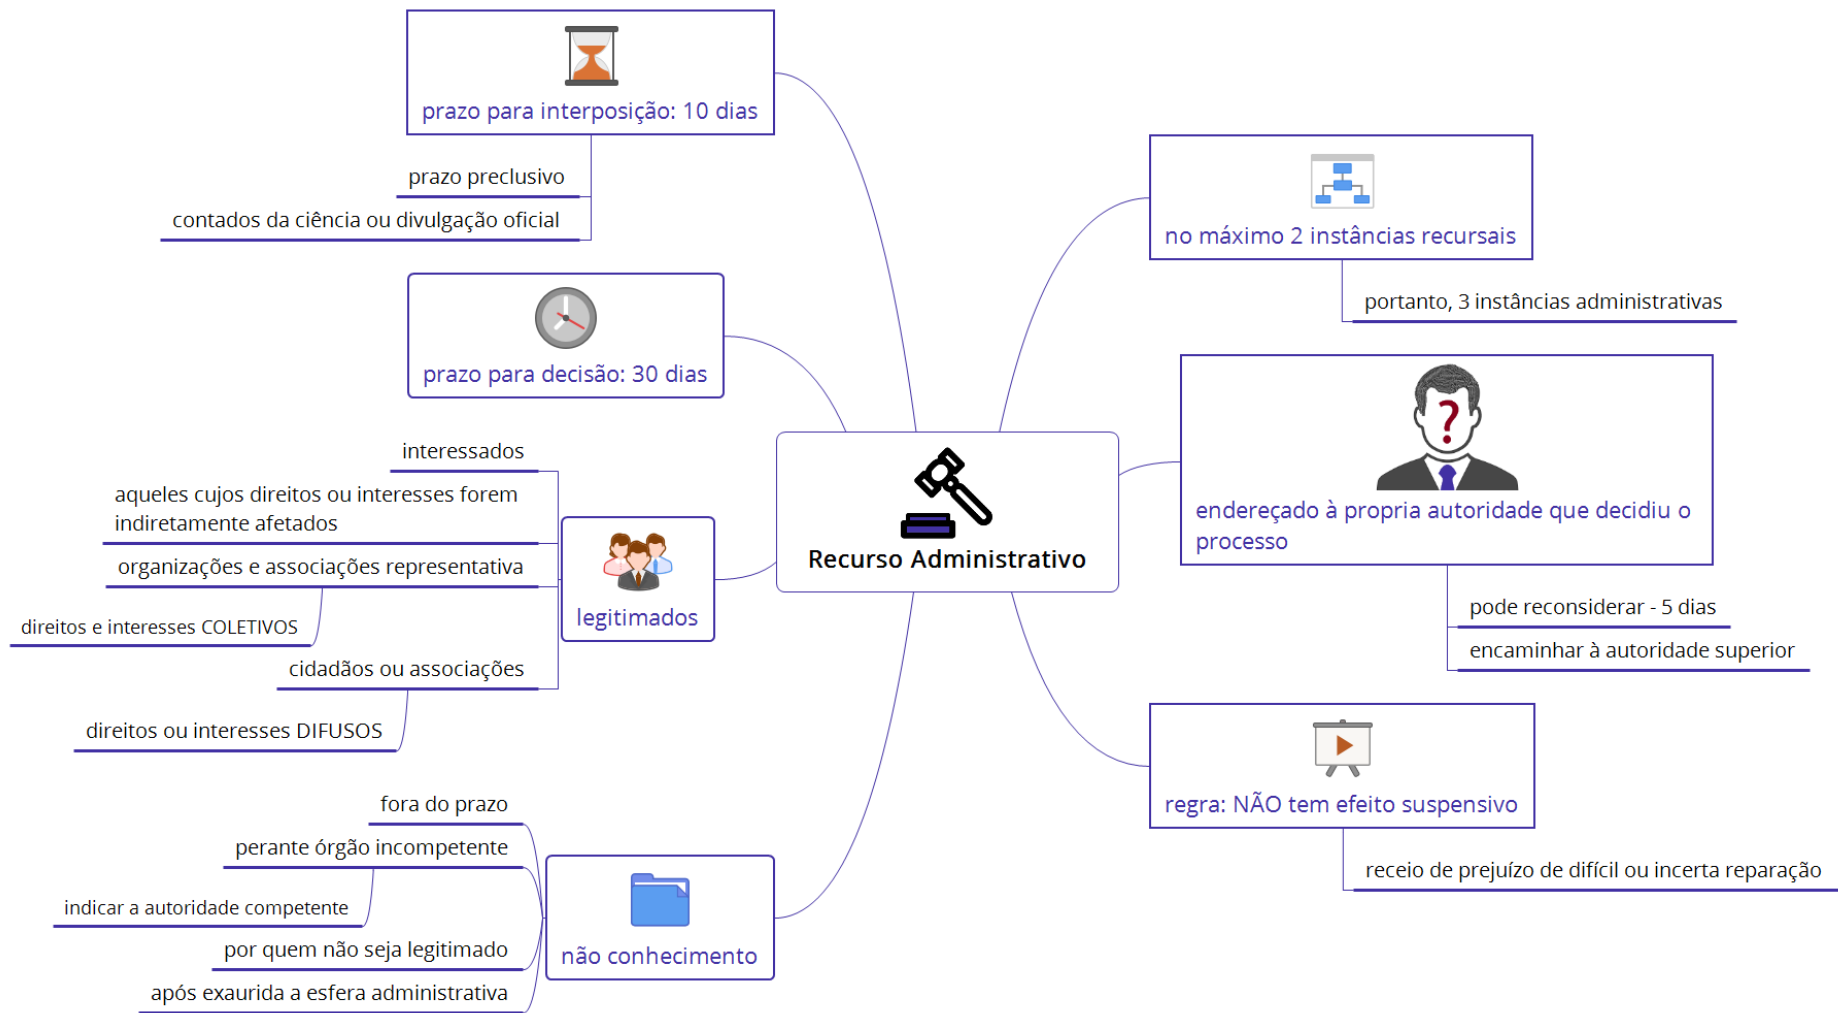 Recurso Administrativo
prazo para interposição: 10 dias
prazo preclusivo
contados da ciência ou divulgação oficial
prazo para decisão: 30 dias
legitimados
interessados
aqueles cujos direitos ou interesses forem
indiretamente afetados
organizações e associações representativa
direitos e interesses COLETIVOS
cidadãos ou associações
direitos ou interesses DIFUSOS
não conhecimento
fora do prazo
perante órgão incompetente
indicar a autoridade competente
por quem não seja legitimado
após exaurida a esfera administrativa
no máximo 2 instâncias recursais
portanto, 3 instâncias administrativas
?
endereçado à propria autoridade que decidiu o
processo
pode reconsiderar - 5 dias
encaminhar à autoridade superior
regra: NÃO tem efeito suspensivo
receio de prejuízo de difícil ou incerta reparação